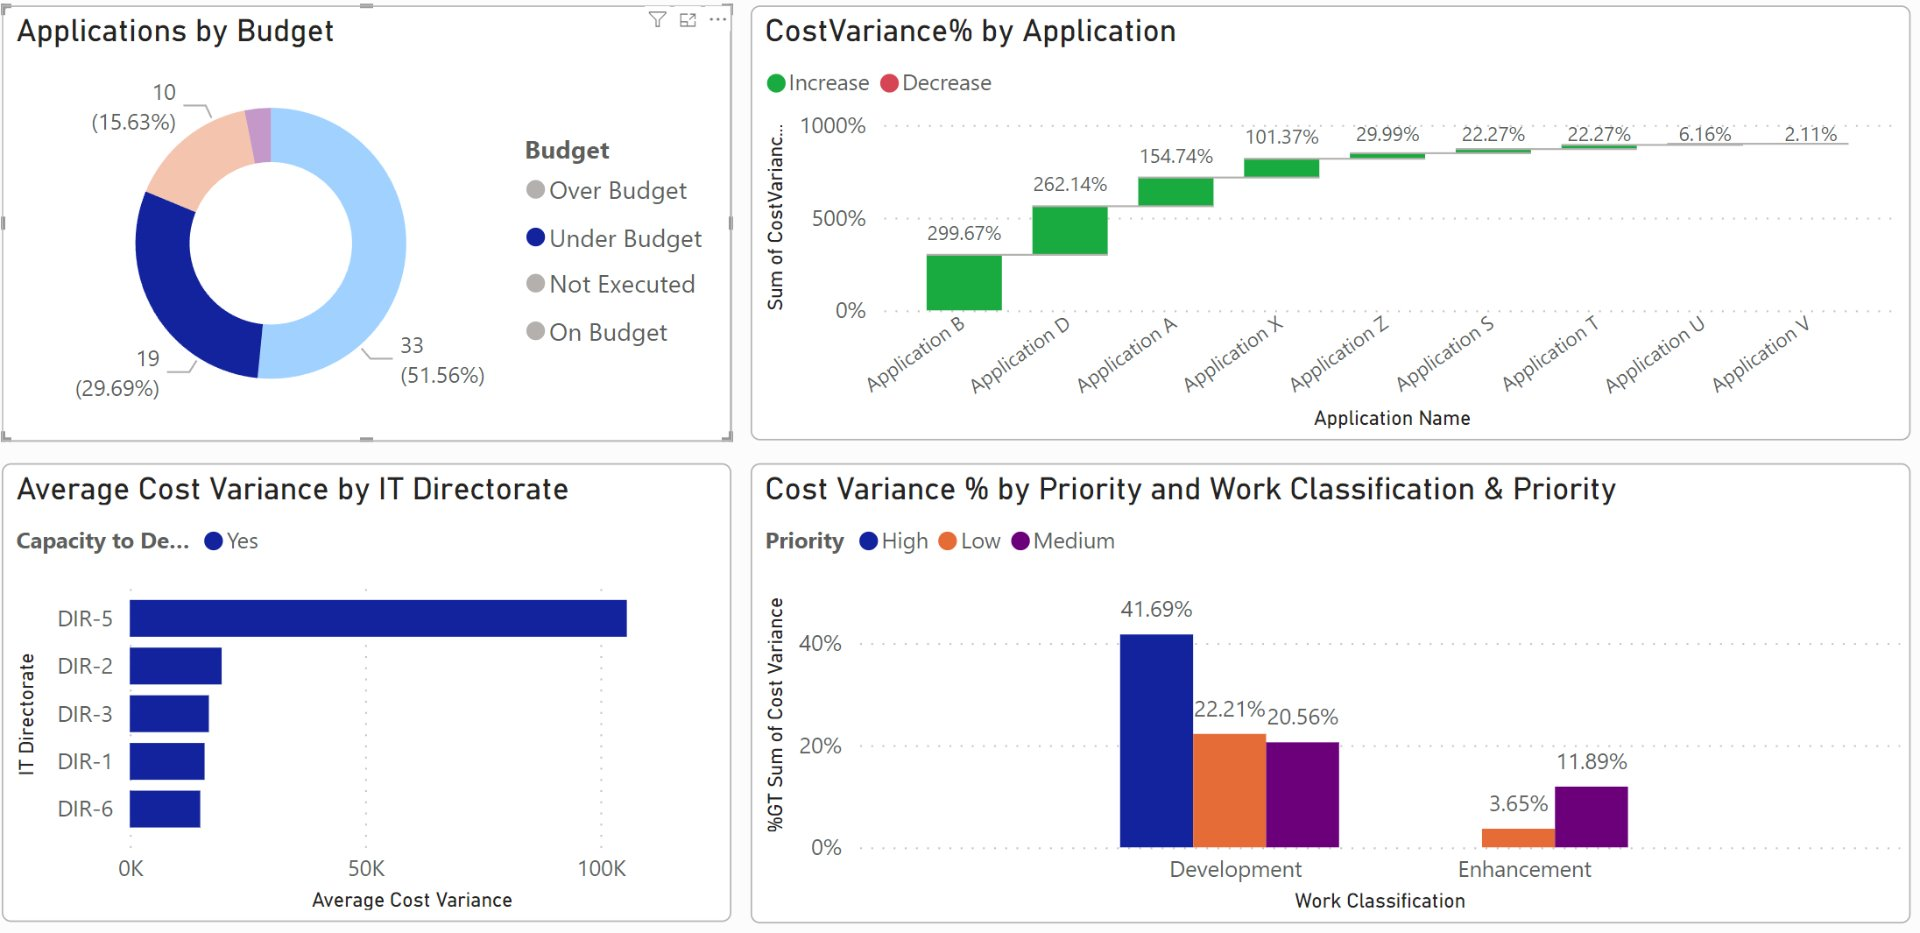 Applications by Budget
10
(15.63%)
19
(29.69%)
33
(51.56%)
Budget
Over Budget
Under Budget
Not Executed
On Budget
CostVariance% by Application
Increase Decrease
Sum of CostVarianc...
1000%
500%
0%
299.67%
262.14%
154.74%
101.37%
29.99%
22.27%
22.27%
6.16%
2.11%
Application B
Application D
Application A
Application X
Application Z
Application S
Application T
Application U
Application V
Application Name
Average Cost Variance by IT Directorate
Capacity to De... Yes
IT Directorate
DIR-5
DIR-2
DIR-3
DIR-1
DIR-6
0K 50K 100K
Average Cost Variance
Cost Variance % by Priority and Work Classification & Priority
Priority High Low Medium
%GT Sum of Cost Variance
40%
20%
0%
41.69%
22.21%
20.56%
3.65%
11.89%
Development Enhancement
Work Classification